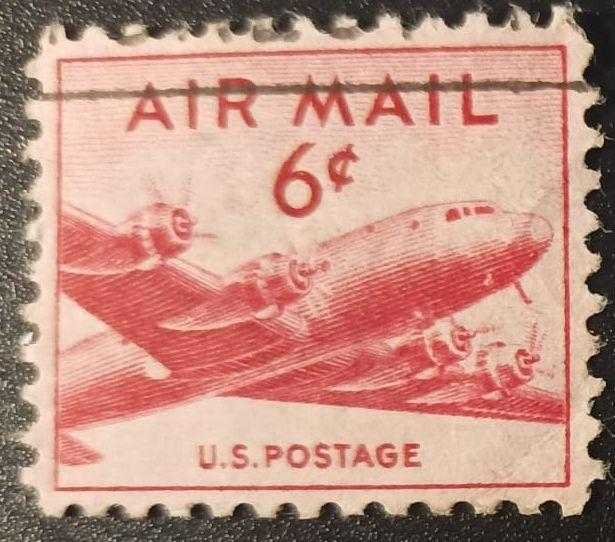 AIR MAIL
6¢
U.S. POSTAGE